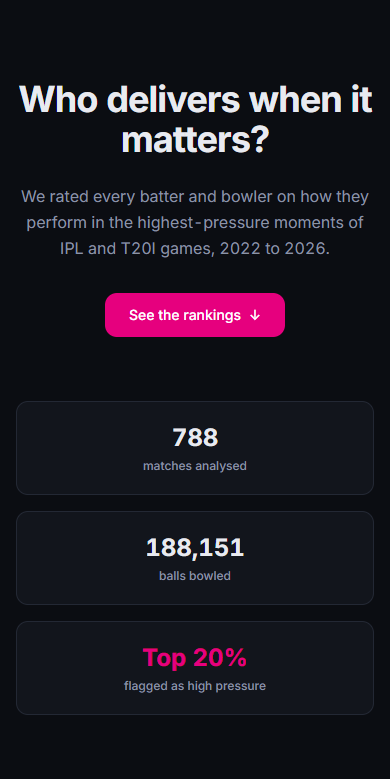 Who delivers when it
matters?
We rated every batter and bowler on how they
perform in the highest-pressure moments of
IPL and T20I games, 2022 to 2026.
See the rankings ↓
788
matches analysed
188,151
balls bowled
Top 20%
flagged as high pressure